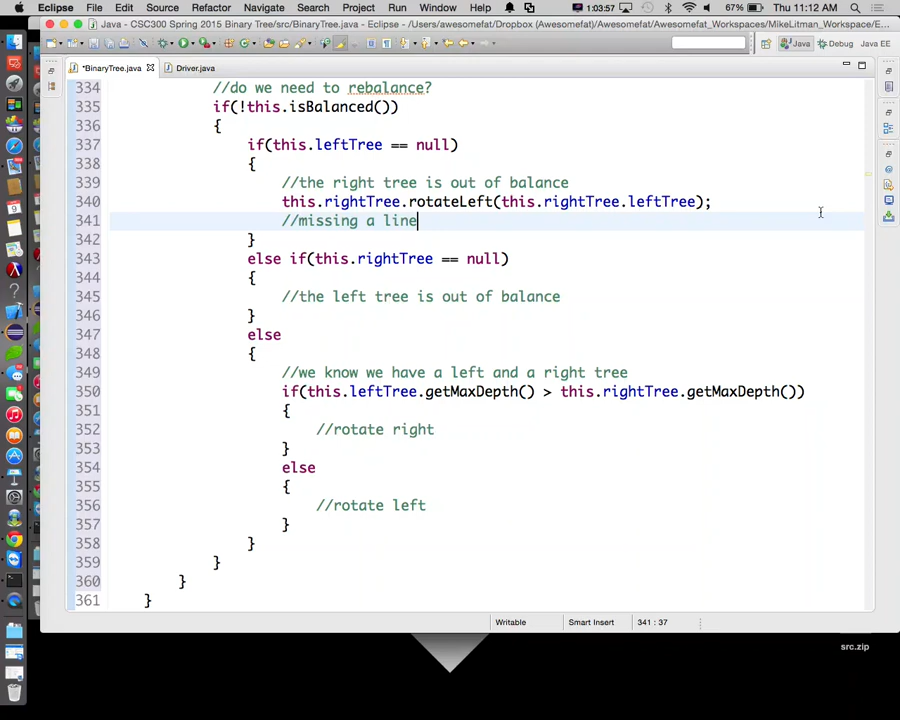 Eclipse File Edit Source Refactor Navigate Search Project Run Window Help 1:03:57 67% Thu 11:12 AM
Java - CSC300 Spring 2015 Binary Tree/src/BinaryTree.java - Eclipse - /Users/awesomefat/Dropbox (Awesomefat)/Awesomefat/Awesomefat_Workspaces/MikeLitman_Workspace/E...
Java Debug Java EE
*BinaryTree.java Driver.java
334 //do we need to rebalance?
335 if(!this.isBalanced())
336 {
337 if(this.leftTree == null)
338 {
339 //the right tree is out of balance
340 this.rightTree.rotateLeft(this.rightTree.leftTree);
341 //missing a line
342 }
343 else if(this.rightTree == null)
344 {
345 //the left tree is out of balance
346 }
347 else
348 {
349 //we know we have a left and a right tree
350 if(this.leftTree.getMaxDepth() > this.rightTree.getMaxDepth())
351 {
352 //rotate right
353 }
354 else
355 {
356 //rotate left
357 }
358 }
359 }
360 }
361 }
Writable Smart Insert 341 : 37
src.zip